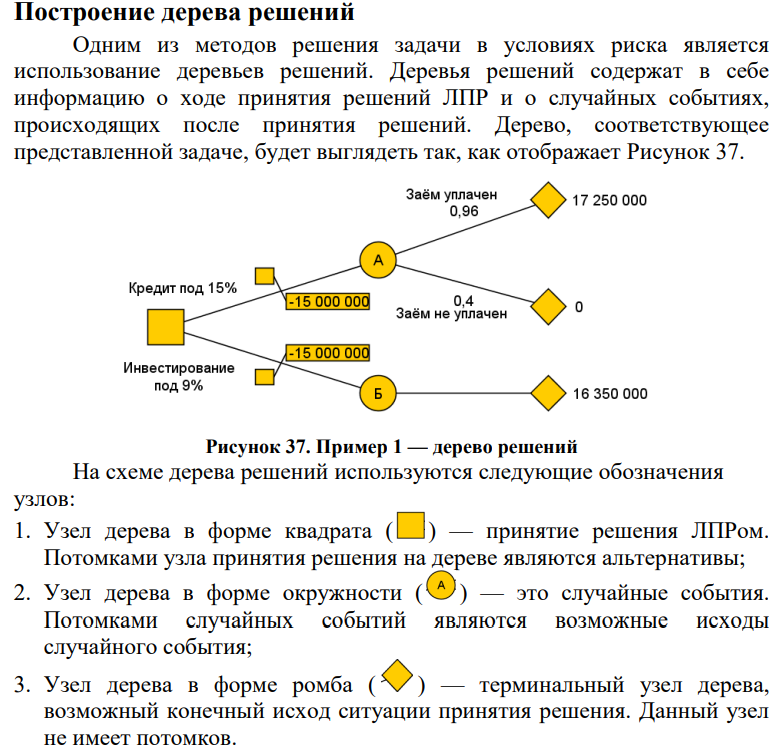 Построение дерева решений
Одним из методов решения задачи в условиях риска является
использование деревьев решений. Деревья решений содержат в себе
информацию о ходе принятия решений ЛПР и о случайных событиях,
происходящих после принятия решений. Дерево, соответствующее
представленной задаче, будет выглядеть так, как отображает Рисунок 37.
Заём уплачен
0,96
17 250 000
А
Кредит под 15%
-15 000 000
0,4
Заём не уплачен
0
-15 000 000
Инвестирование
под 9%
Б
16 350 000
Рисунок 37. Пример 1 — дерево решений
На схеме дерева решений используются следующие обозначения
узлов:
1. Узел дерева в форме квадрата ( ) — принятие решения ЛПРом.
Потомками узла принятия решения на дереве являются альтернативы;
2. Узел дерева в форме окружности ( А ) — это случайные события.
Потомками случайных событий являются возможные исходы
случайного события;
3. Узел дерева в форме ромба ( ) — терминальный узел дерева,
возможный конечный исход ситуации принятия решения. Данный узел
не имеет потомков.